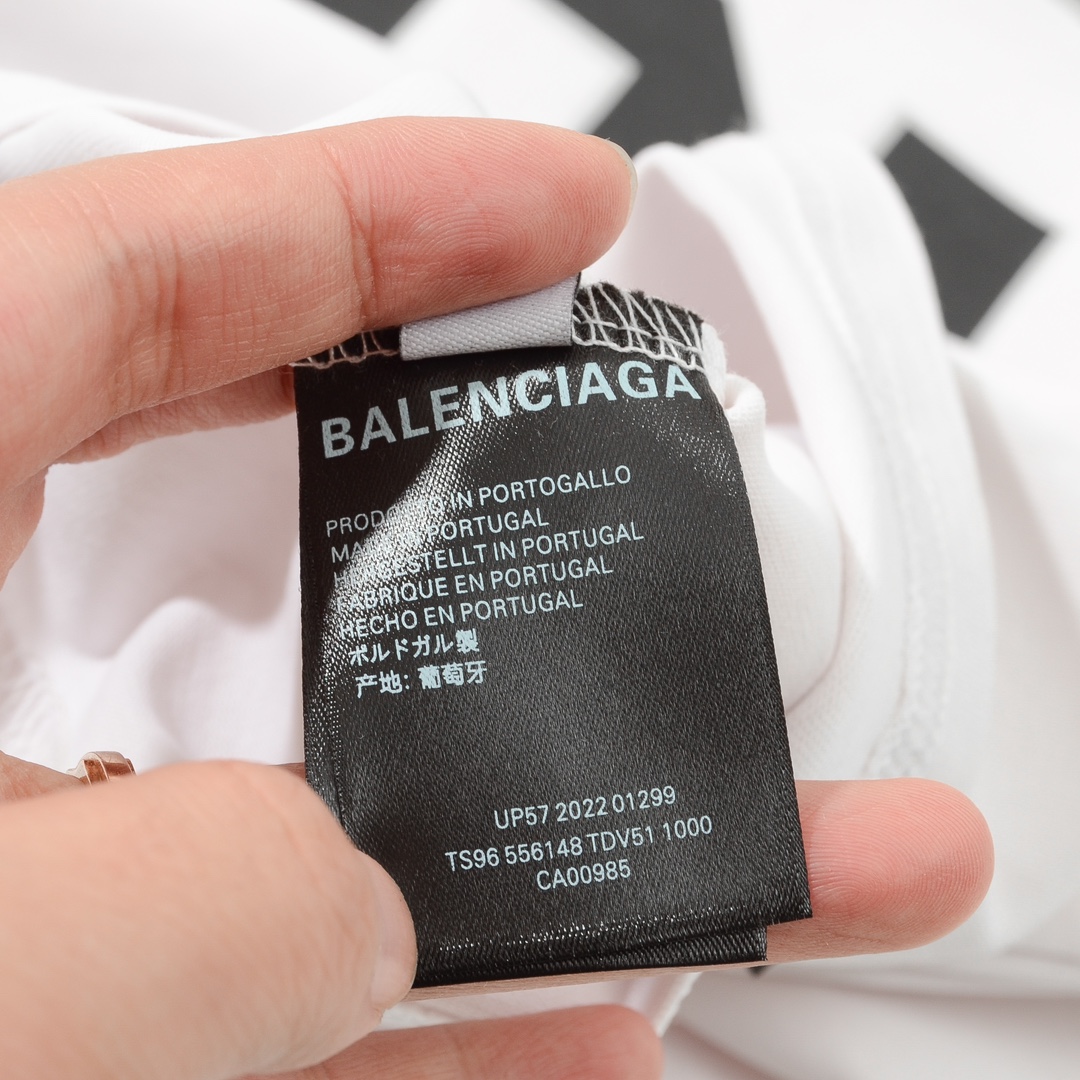 BALENCIAGA
IN PORTOGALLO
PORTUGAL
IN PORTUGAL
FABRIQUE EN PORTUGAL
HECHO EN PORTUGAL
ポルトガル製
产地: 葡萄牙
UP57 2022 01299
TS96 556148 TDV51 1000
CA00985